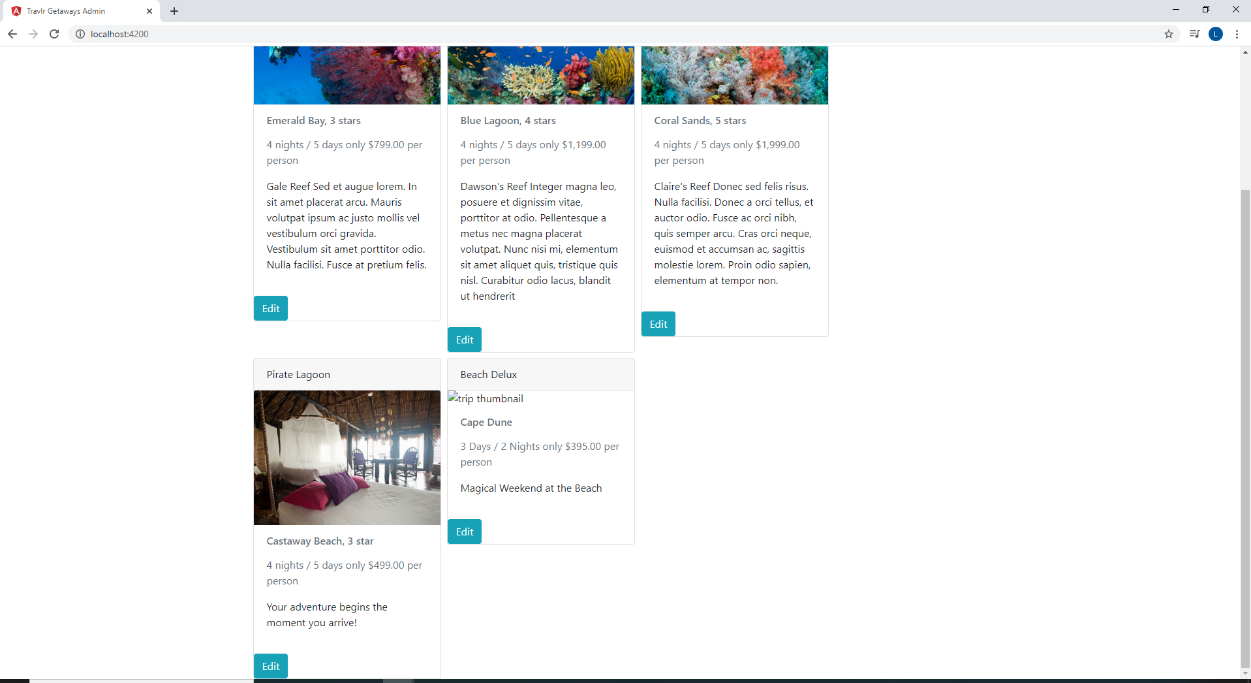 Travlr Getaways Admin
localhost:4200
L
Emerald Bay, 3 stars
4 nights / 5 days only $799.00 per
person
Gale Reef Sed et augue lorem. In
sit amet placerat arcu. Mauris
volutpat ipsum ac justo mollis vel
vestibulum orci gravida.
Vestibulum sit amet porttitor odio.
Nulla facilisi. Fusce at pretium felis.
Edit
Blue Lagoon, 4 stars
4 nights / 5 days only $1,199.00
per person
Dawson's Reef Integer magna leo,
posuere et dignissim vitae,
porttitor at odio. Pellentesque a
metus nec magna placerat
volutpat. Nunc nisi mi, elementum
sit amet aliquet quis, tristique quis
nisl. Curabitur odio lacus, blandit
ut hendrerit
Edit
Coral Sands, 5 stars
4 nights / 5 days only $1,999.00
per person
Claire's Reef Donec sed felis risus.
Nulla facilisi. Donec a orci tellus, et
auctor odio. Fusce ac orci nibh,
quis semper arcu. Cras orci neque,
euismod et accumsan ac, sagittis
molestie lorem. Proin odio sapien,
elementum at tempor non.
Edit
Pirate Lagoon
Castaway Beach, 3 star
4 nights / 5 days only $499.00 per
person
Your adventure begins the
moment you arrive!
Edit
Beach Delux
trip thumbnail
Cape Dune
3 Days / 2 Nights only $395.00 per
person
Magical Weekend at the Beach
Edit